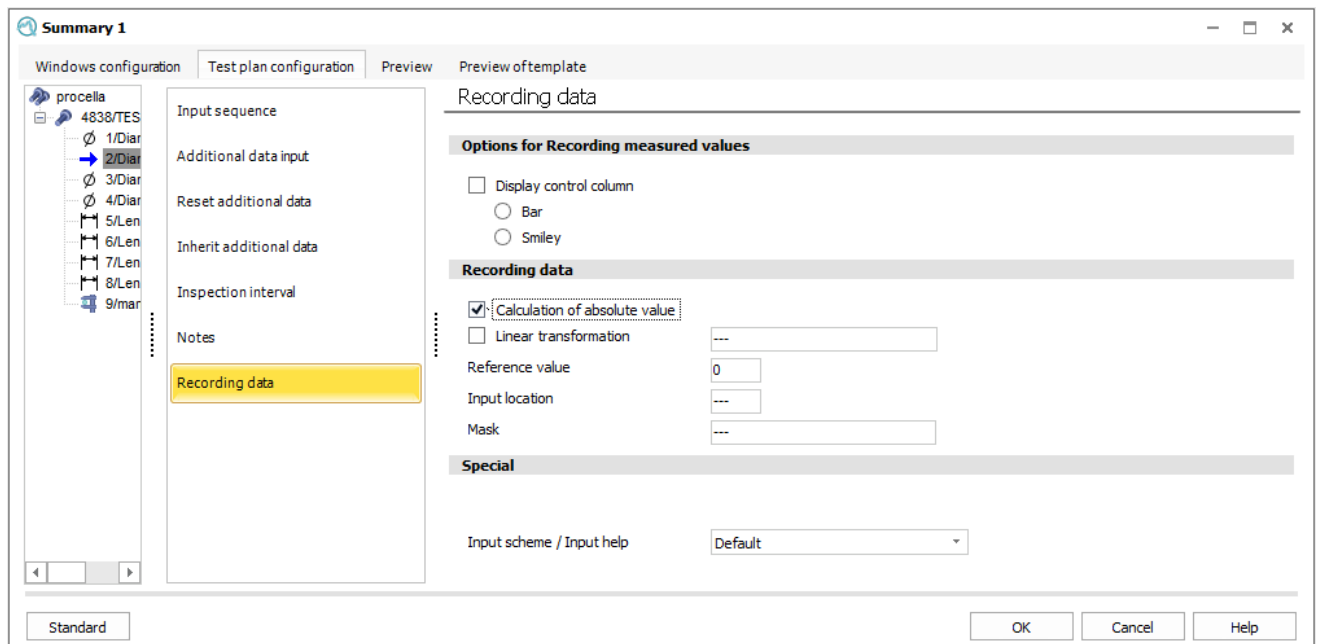 Summary 1
Windows configuration Test plan configuration Preview Preview of template
procella
4838/TES
1/Diar
2/Diar
3/Diar
4/Diar
5/Len
6/Len
7/Len
8/Len
9/mar
Input sequence
Additional data input
Reset additional data
Inherit additional data
Inspection interval
Notes
Recording data
Recording data
Options for Recording measured values
Display control column
Bar
Smiley
Recording data
Calculation of absolute value
Linear transformation ---
Reference value 0
Input location ---
Mask ---
Special
Input scheme / Input help Default
Standard OK Cancel Help